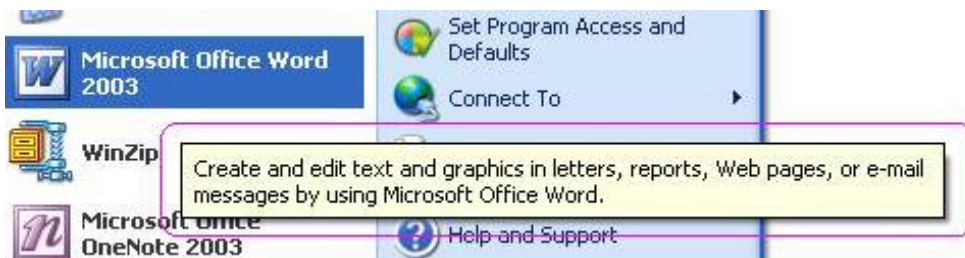 Microsoft Office Word
2003
WinZip
Microsoft Office
OneNote 2003
Set Program Access and
Defaults
Connect To
Create and edit text and graphics in letters, reports, Web pages, or e-mail
messages by using Microsoft Office Word.
Help and Support